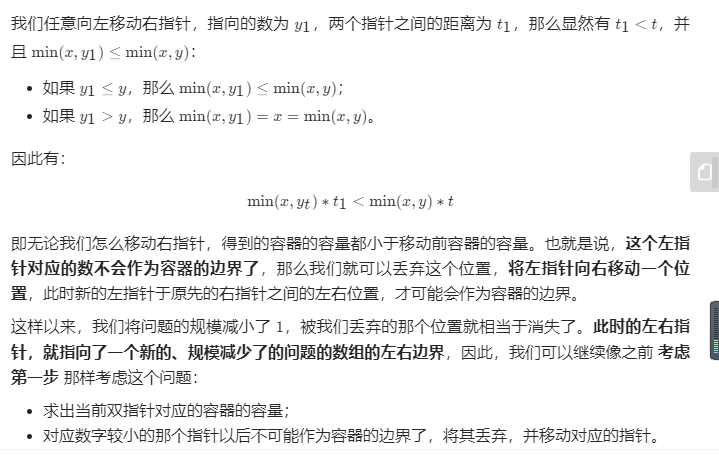 我们任意向左移动右指针，指向的数为 y1，两个指针之间的距离为 t1，那么显然有 t1 < t，并
且 min(x, y1) ≤ min(x, y)：
• 如果 y1 ≤ y，那么 min(x, y1) ≤ min(x, y)；
• 如果 y1 > y，那么 min(x, y1) = x = min(x, y)。
因此有：
min(x, yt) * t1 < min(x, y) * t
即无论我们怎么移动右指针，得到的容器的容量都小于移动前容器的容量。也就是说，这个左指
针对应的数不会作为容器的边界了，那么我们就可以丢弃这个位置，将左指针向右移动一个位
置，此时新的左指针于原先的右指针之间的左右位置，才可能会作为容器的边界。
这样以来，我们将问题的规模减小了 1，被我们丢弃的那个位置就相当于消失了。此时的左右指
针，就指向了一个新的、规模减少了的问题的数组的左右边界，因此，我们可以继续像之前 考虑
第一步 那样考虑这个问题：
• 求出当前双指针对应的容器的容量；
• 对应数字较小的那个指针以后不可能作为容器的边界了，将其丢弃，并移动对应的指针。